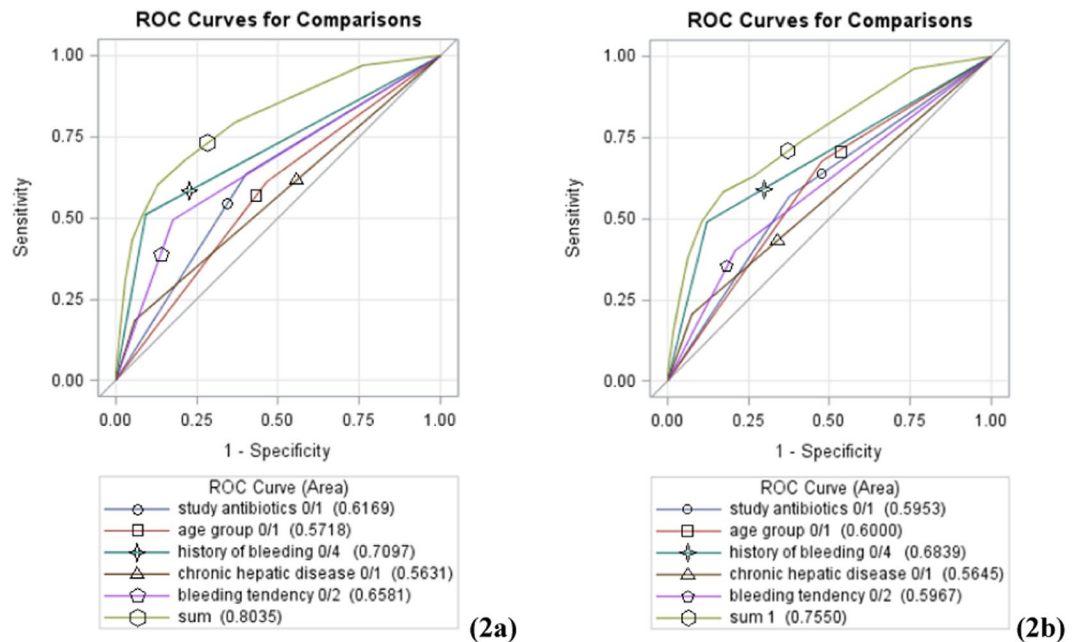 ROC Curves for Comparisons
1.00
0.75
0.50
0.25
0.00
Sensitivity
0.00 0.25 0.50 0.75 1.00
1 - Specificity
ROC Curve (Area)
study antibiotics 0/1 (0.6169)
age group 0/1 (0.5718)
history of bleeding 0/4 (0.7097)
chronic hepatic disease 0/1 (0.5631)
bleeding tendency 0/2 (0.6581)
sum (0.8035)
(2a)
ROC Curves for Comparisons
1.00
0.75
0.50
0.25
0.00
Sensitivity
0.00 0.25 0.50 0.75 1.00
1 - Specificity
ROC Curve (Area)
study antibiotics 0/1 (0.5953)
age group 0/1 (0.6000)
history of bleeding 0/4 (0.6839)
chronic hepatic disease 0/1 (0.5645)
bleeding tendency 0/2 (0.5967)
sum 1 (0.7550)
(2b)